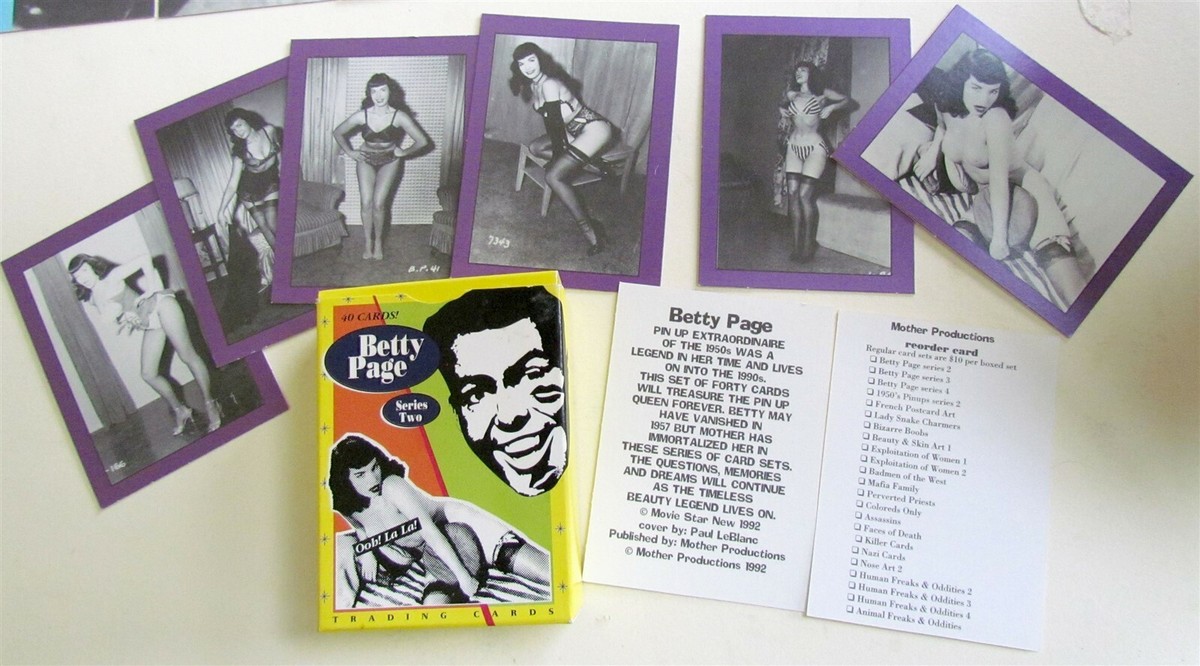 7343
B.P. 41
-166
40 CARDS!
Betty
Page
Series
Two
Ooh! La La!
TRADING CARDS
Betty Page
PIN UP EXTRAORDINAIRE
OF THE 1950s WAS A
LEGEND IN HER TIME AND LIVES
ON INTO THE 1990s.
THIS SET OF FORTY CARDS
WILL TREASURE THE PIN UP
QUEEN FOREVER. BETTY MAY
HAVE VANISHED IN
1957 BUT MOTHER HAS
IMMORTALIZED HER IN
THESE SERIES OF CARD SETS.
THE QUESTIONS, MEMORIES
AND DREAMS WILL CONTINUE
AS THE TIMELESS
BEAUTY LEGEND LIVES ON.
© Movie Star New 1992
cover by: Paul LeBlanc
Published by: Mother Productions
© Mother Productions 1992
Mother Productions
reorder card
Regular card sets are $10 per boxed set
❑ Betty Page series 2
❑ Betty Page series 3
❑ Betty Page series 4
❑ 1950's Pinups series 2
❑ French Postcard Art
❑ Lady Snake Charmers
❑ Bizarre Boobs
❑ Beauty & Skin Art 1
❑ Exploitation of Women 1
❑ Exploitation of Women 2
❑ Badmen of the West
❑ Mafia Family
❑ Perverted Priests
❑ Coloreds Only
❑ Assassins
❑ Faces of Death
❑ Killer Cards
❑ Nazi Cards
❑ Nose Art 2
❑ Human Freaks & Oddities 2
❑ Human Freaks & Oddities 3
❑ Human Freaks & Oddities 4
❑ Animal Freaks & Oddities